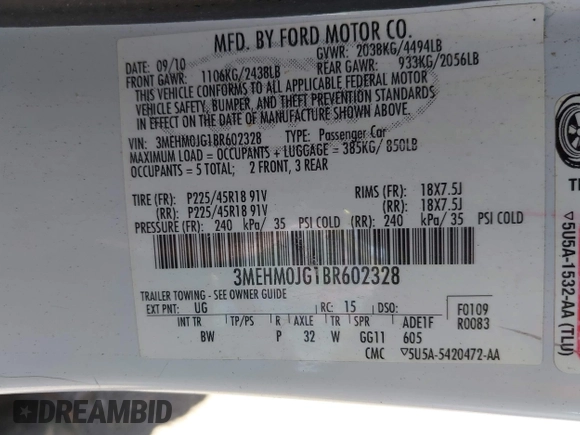 MFD. BY FORD MOTOR CO.
DATE: 09/10 GVWR: 2038KG/4494LB
FRONT GAWR: 1106KG/2438LB REAR GAWR: 933KG/2056LB
THIS VEHICLE CONFORMS TO ALL APPLICABLE FEDERAL MOTOR
VEHICLE SAFETY, BUMPER, AND THEFT PREVENTION STANDARDS
IN EFFECT ON THE DATE OF MANUFACTURE SHOWN ABOVE.
VIN: 3MEHM0JG1BR602328 TYPE: Passenger Car
MAXIMUM LOAD = OCCUPANTS + LUGGAGE = 385KG/ 850LB
OCCUPANTS = 5 TOTAL; 2 FRONT, 3 REAR
TIRE (FR): P225/45R18 91V RIMS (FR): 18X7.5J
(RR): P225/45R18 91V (RR): 18X7.5J
PRESSURE (FR): 240 kPa/ 35 PSI COLD (RR): 240 kPa/ 35 PSI COLD
3MEHM0JG1BR602328
TRAILER TOWING - SEE OWNER GUIDE
EXT PNT: UG RC: 15 DSO: F0109
INT TR TP/PS R AXLE TR SPR ADE1F R0083
BW P 32 W GG11 605
CMC 5U5A-5420472-AA
5U5A-1532-AA (TLU)
DREAMBID